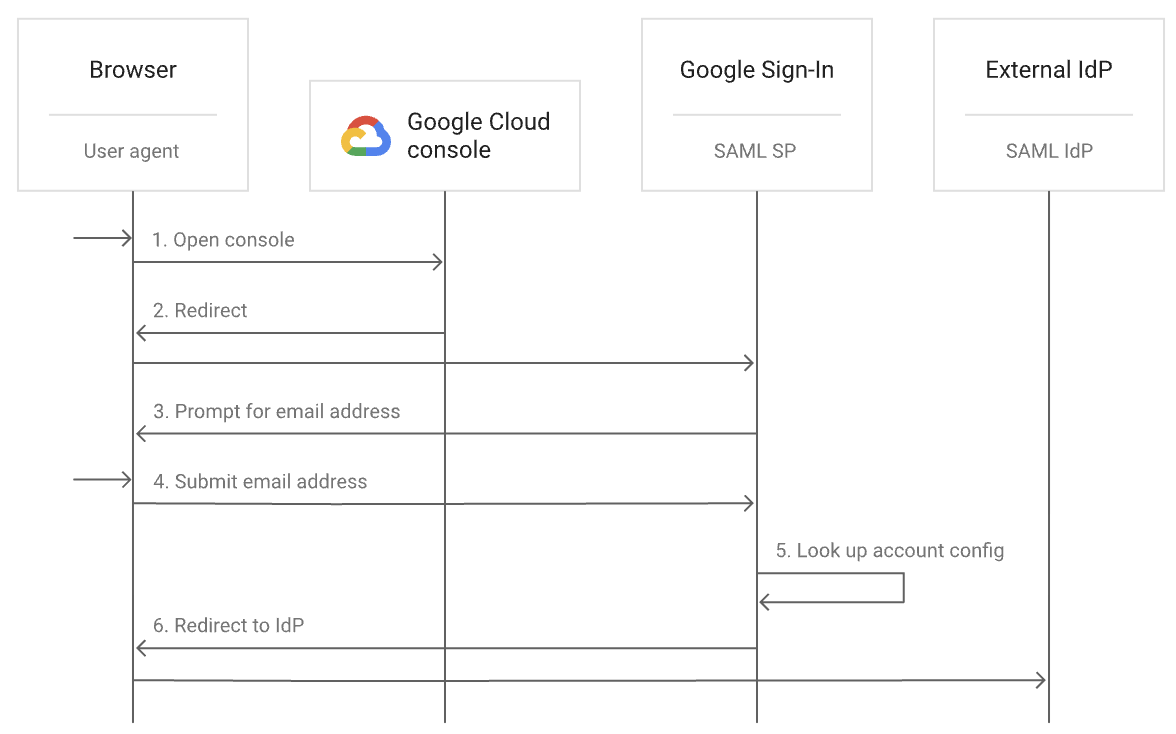 Browser
User agent
Google Cloud
console
Google Sign-In
SAML SP
External IdP
SAML IdP
1. Open console
2. Redirect
3. Prompt for email address
4. Submit email address
5. Look up account config
6. Redirect to IdP